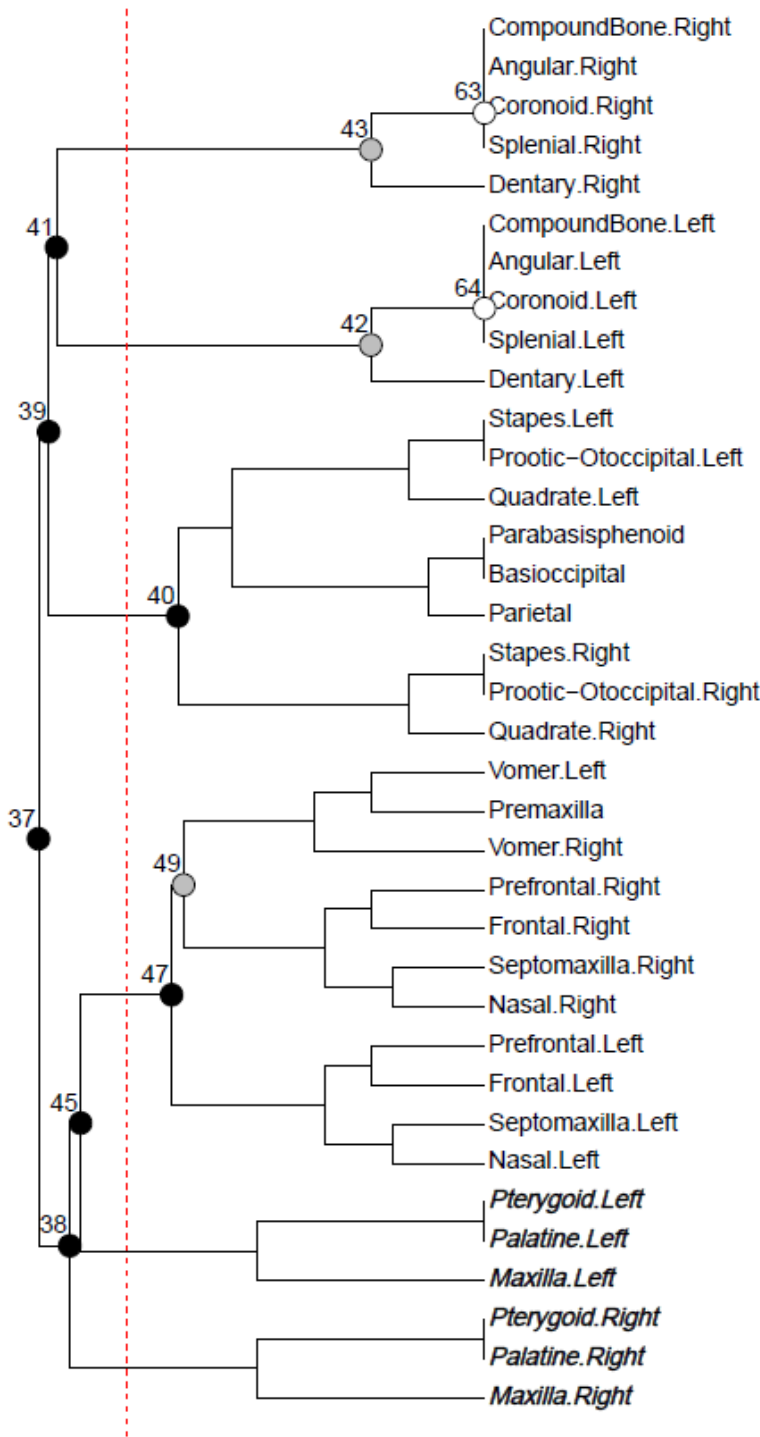 CompoundBone.Right
Angular.Right
63
Coronoid.Right
43
Splenial.Right
Dentary.Right
41
CompoundBone.Left
Angular.Left
64
Coronoid.Left
42
Splenial.Left
Dentary.Left
39
Stapes.Left
Prootic−Otoccipital.Left
Quadrate.Left
Parabasisphenoid
Basioccipital
40
Parietal
Stapes.Right
Prootic−Otoccipital.Right
Quadrate.Right
Vomer.Left
37
Premaxilla
Vomer.Right
49
Prefrontal.Right
Frontal.Right
47
Septomaxilla.Right
Nasal.Right
Prefrontal.Left
Frontal.Left
45
Septomaxilla.Left
Nasal.Left
Pterygoid.Left
38
Palatine.Left
Maxilla.Left
Pterygoid.Right
Palatine.Right
Maxilla.Right